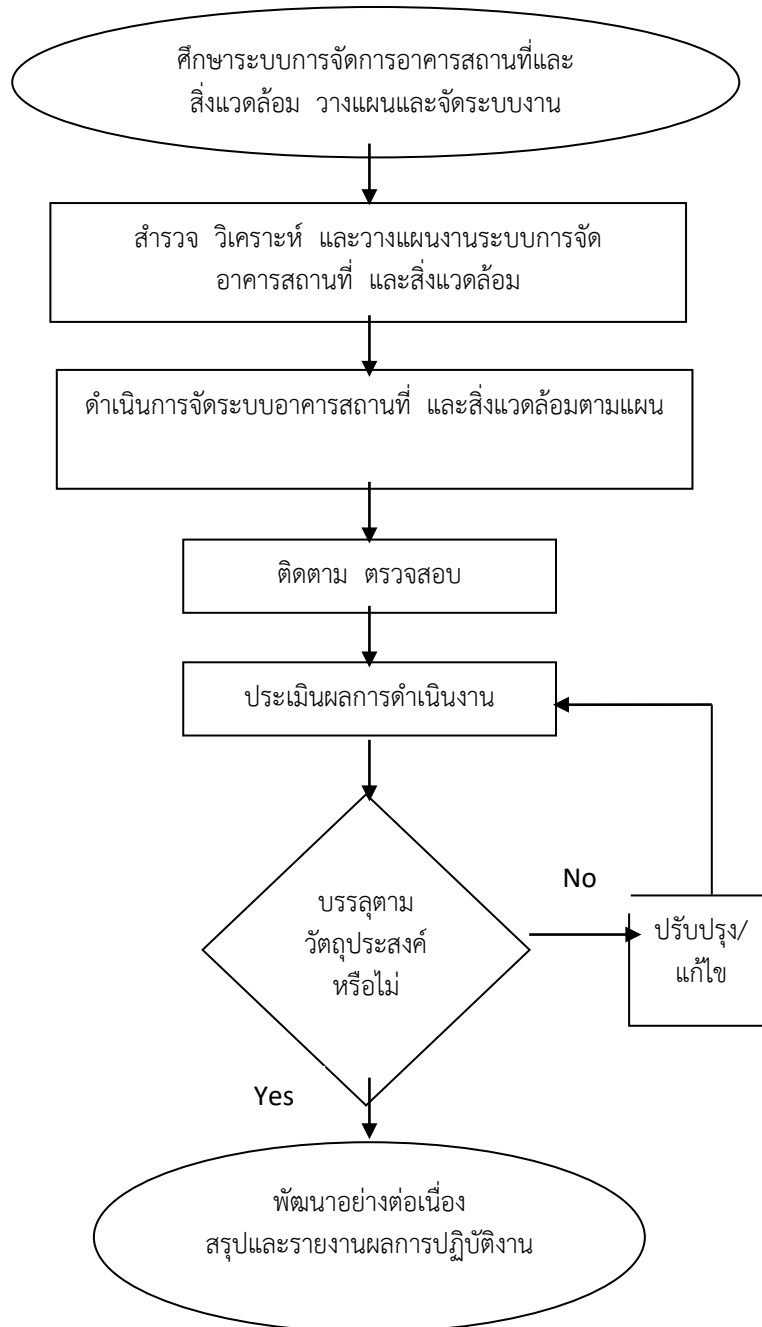 ศึกษาระบบการจัดการอาคารสถานที่และ
สิ่งแวดล้อม วางแผนและจัดระบบงาน
สำรวจ วิเคราะห์ และวางแผนงานระบบการจัด
อาคารสถานที่ และสิ่งแวดล้อม
ดำเนินการจัดระบบอาคารสถานที่ และสิ่งแวดล้อมตามแผน
ติดตาม ตรวจสอบ
ประเมินผลการดำเนินงาน
บรรลุตาม
วัตถุประสงค์
หรือไม่
No
ปรับปรุง/
แก้ไข
Yes
พัฒนาอย่างต่อเนื่อง
สรุปและรายงานผลการปฏิบัติงาน